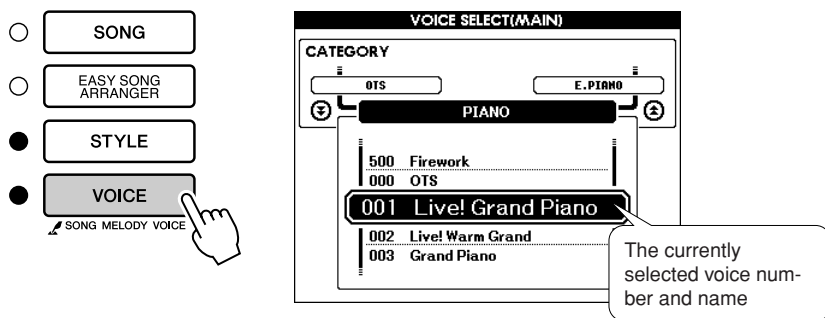 SONG
EASY SONG
ARRANGER
STYLE
VOICE
SONG MELODY VOICE
VOICE SELECT(MAIN)
CATEGORY
OTS
E.PIANO
PIANO
500 Firework
000 OTS
001 Live! Grand Piano
002 Live! Warm Grand
003 Grand Piano
The currently
selected voice num-
ber and name